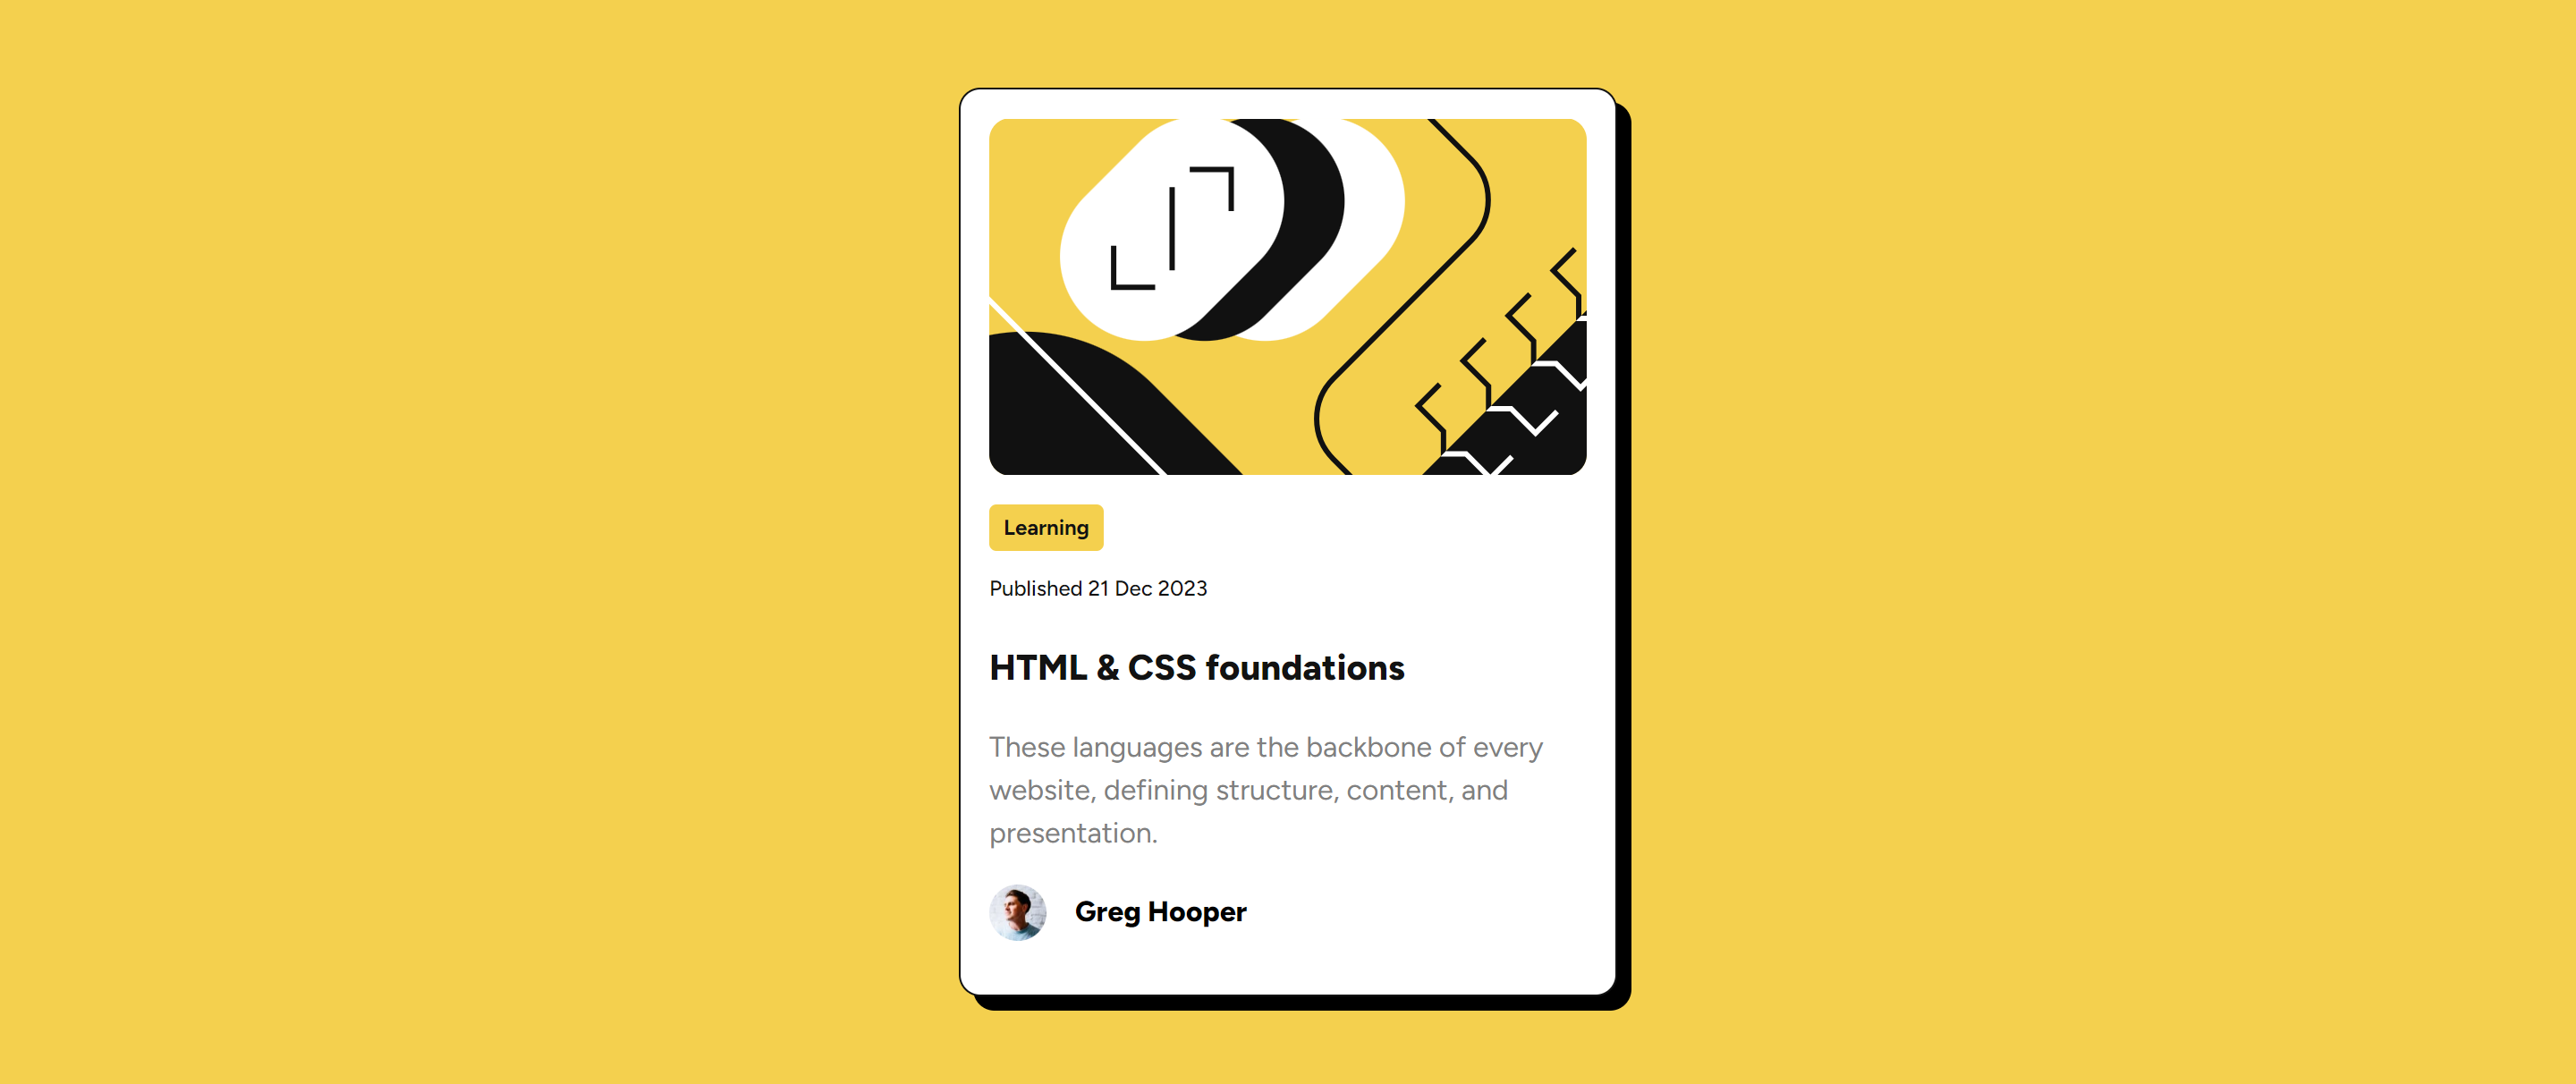 Learning
Published 21 Dec 2023
HTML & CSS foundations
These languages are the backbone of every
website, defining structure, content, and
presentation.
Greg Hooper